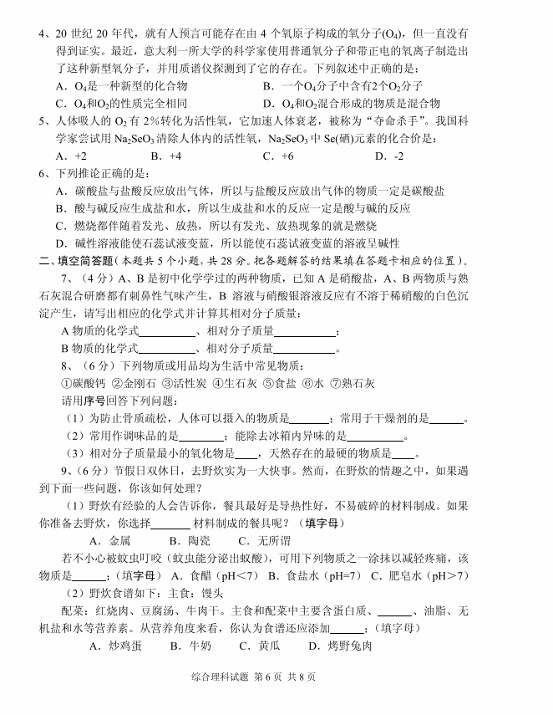 4、20 世纪 20 年代，就有人预言可能存在由 4 个氧原子构成的氧分子(O₄)，但一直没有
得到证实。最近，意大利一所大学的科学家使用普通氧分子和带正电的氧离子制造出
了这种新型氧分子，并用质谱仪探测到了它的存在。下列叙述中正确的是：
A．O₄是一种新型的化合物 B．一个O₄分子中含有2个O₂分子
C．O₄和O₂的性质完全相同 D．O₄和O₂混合形成的物质是混合物
5、人体吸入的 O₂ 有 2％转化为活性氧，它加速人体衰老，被称为“夺命杀手”。我国科
学家尝试用 Na₂SeO₃ 清除人体内的活性氧，Na₂SeO₃ 中 Se(硒)元素的化合价是：
A．+2 B．+4 C．+6 D．-2
6、下列推论正确的是：
A．碳酸盐与盐酸反应放出气体，所以与盐酸反应放出气体的物质一定是碳酸盐
B．酸与碱反应生成盐和水，所以生成盐和水的反应一定是酸与碱的反应
C．燃烧都伴随着发光、放热，所以有发光、放热现象的就是燃烧
D．碱性溶液能使石蕊试液变蓝，所以能使石蕊试液变蓝的溶液呈碱性
二、填空简答题（本题共 5 个小题，共 28 分。把各题解答的结果填在答题卡相应的位置）。
7、（4 分）A、B 是初中化学学过的两种物质，已知 A 是硝酸盐，A、B 两物质与熟
石灰混合研磨都有刺鼻性气味产生，B 溶液与硝酸银溶液反应有不溶于稀硝酸的白色沉
淀产生，请写出相应的化学式并计算其相对分子质量：
A 物质的化学式______、相对分子质量______；
B 物质的化学式______、相对分子质量______。
8、（6 分）下列物质或用品均为生活中常见物质：
①碳酸钙 ②金刚石 ③活性炭 ④生石灰 ⑤食盐 ⑥水 ⑦熟石灰
请用序号回答下列问题：
（1）为防止骨质疏松，人体可以摄入的物质是______；常用于干燥剂的是______。
（2）常用作调味品的是______；能除去冰箱内异味的是______。
（3）相对分子质量最小的氧化物是____，天然存在的最硬的物质是____。
9、（6 分）节假日双休日，去野炊实为一大快事。然而，在野炊的情趣之中，如果遇
到下面一些问题，你该如何处理？
（1）野炊有经验的人会告诉你，餐具最好是导热性好，不易破碎的材料制成。如果
你准备去野炊，你选择______ 材料制成的餐具呢？（填字母）
A．金属 B．陶瓷 C．无所谓
若不小心被蚊虫叮咬（蚊虫能分泌出蚁酸），可用下列物质之一涂抹以减轻疼痛，该
物质是_____；（填字母） A．食醋（pH＜7） B．食盐水（pH=7） C．肥皂水（pH＞7）
（2）野炊食谱如下：主食：馒头
配菜：红烧肉、豆腐汤、牛肉干。主食和配菜中主要含蛋白质、_____、油脂、无
机盐和水等营养素。从营养角度来看，你认为食谱还应添加_____；（填字母）
A．炒鸡蛋 B．牛奶 C．黄瓜 D．烤野兔肉
综合理科试题 第 6 页 共 8 页